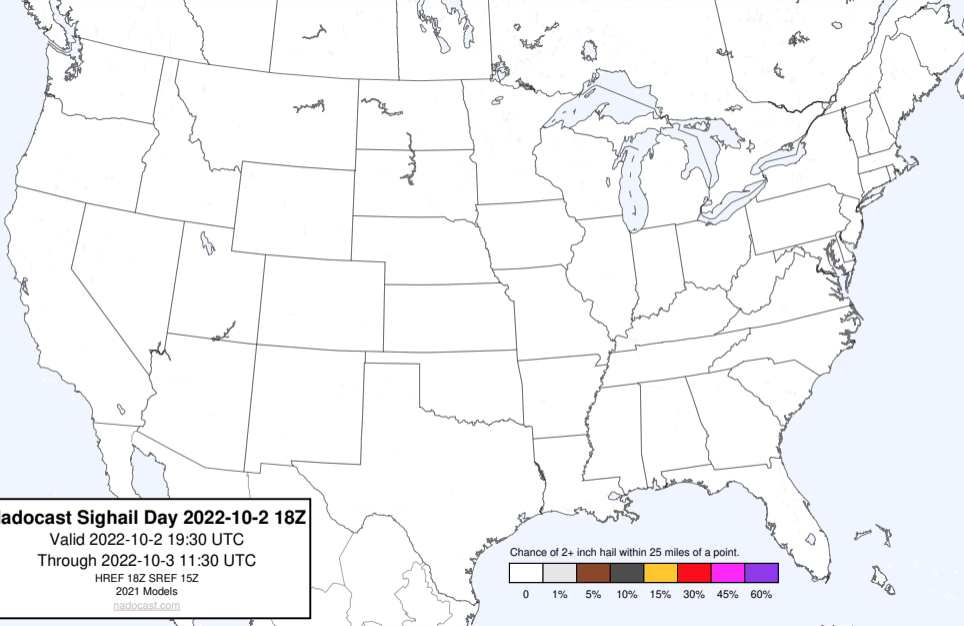 adocast Sighail Day 2022-10-2 18Z
Valid 2022-10-2 19:30 UTC
Through 2022-10-3 11:30 UTC
HREF 18Z SREF 15Z
2021 Models
nadocast.com
Chance of 2+ inch hail within 25 miles of a point.
0 1% 5% 10% 15% 30% 45% 60%